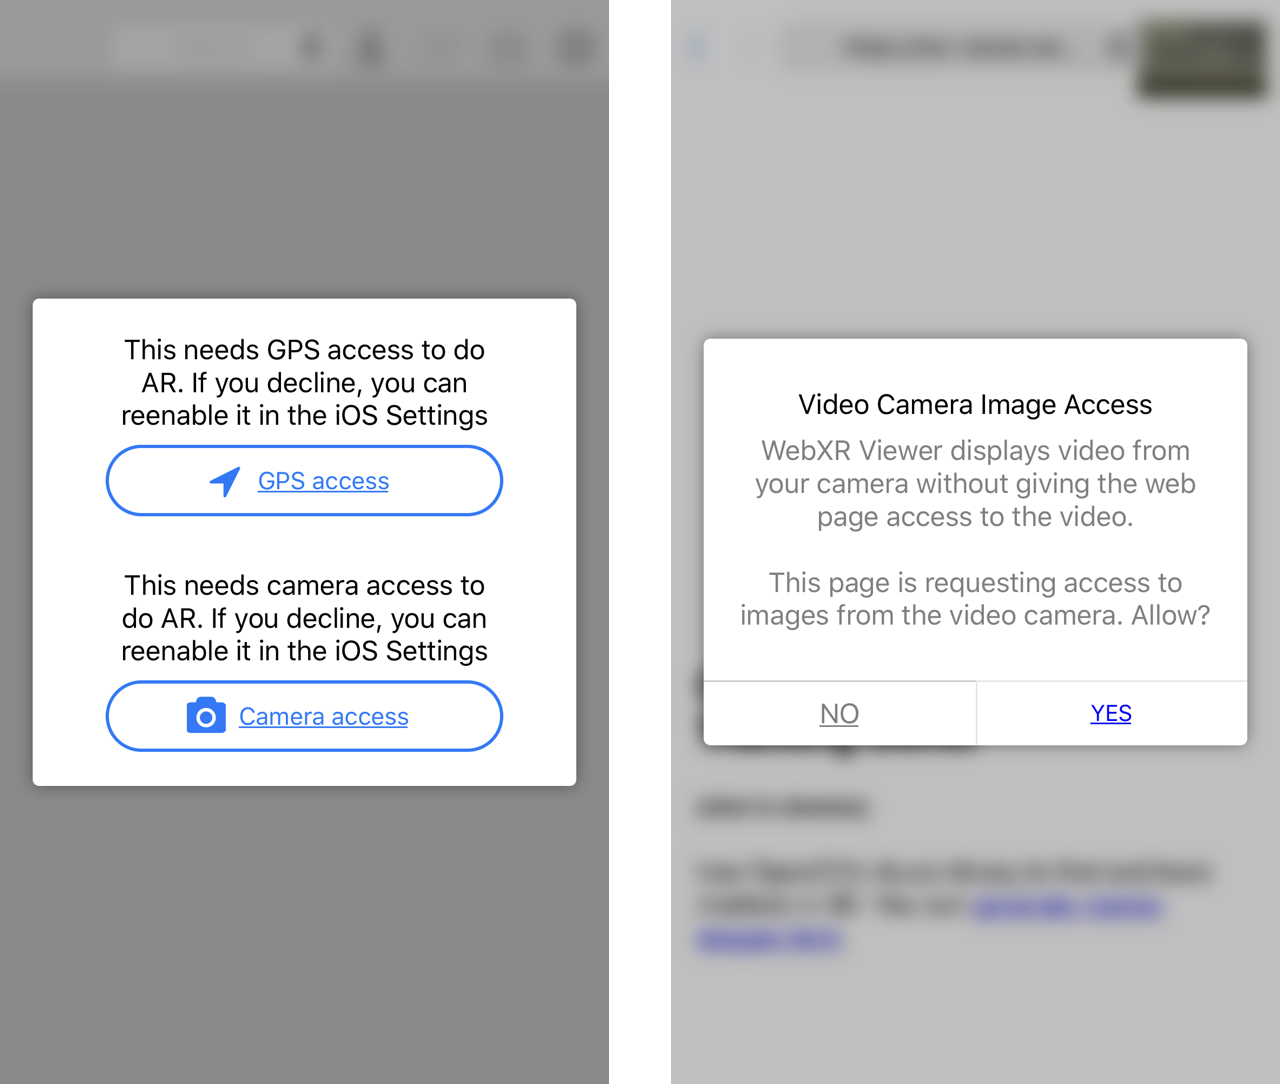 This needs GPS access to do
AR. If you decline, you can
reenable it in the iOS Settings
GPS access
This needs camera access to
do AR. If you decline, you can
reenable it in the iOS Settings
Camera access
Video Camera Image Access
WebXR Viewer displays video from
your camera without giving the web
page access to the video.
This page is requesting access to
images from the video camera. Allow?
NO
YES